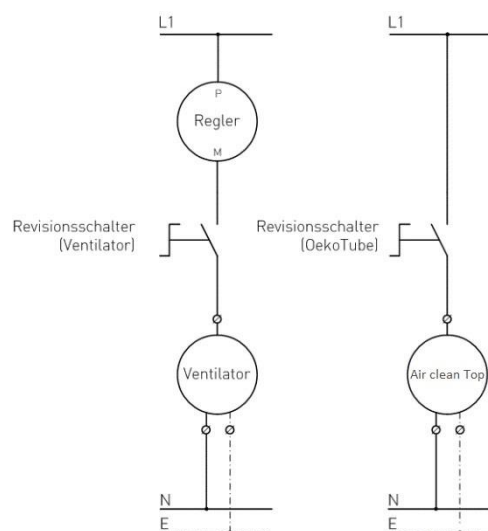 L1
P
Regler
M
Revisionsschalter
(Ventilator)
Ventilator
N
E
L1
Revisionsschalter
(OekoTube)
Air clean Top
N
E